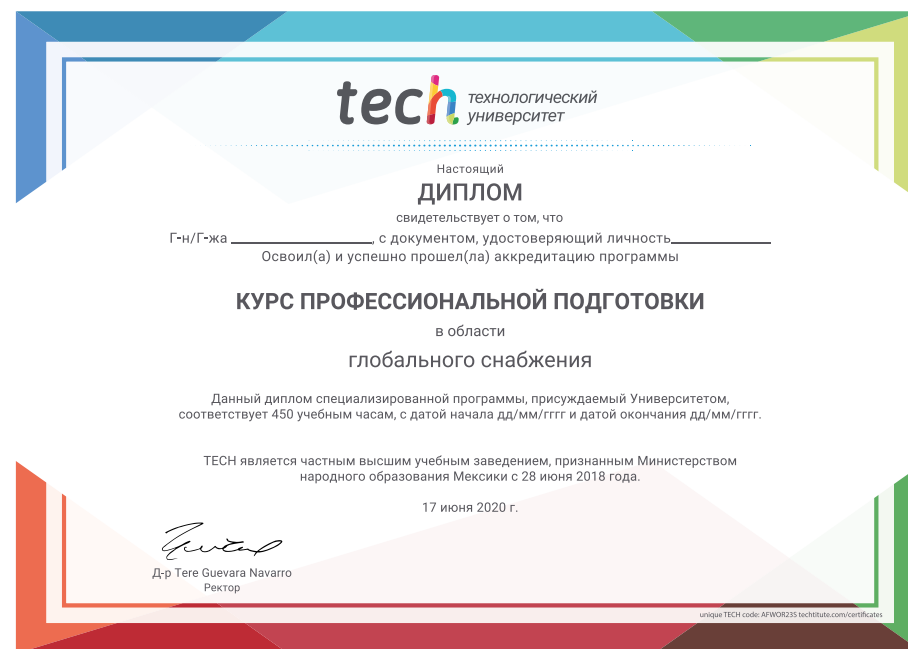 tech технологический
университет
Настоящий
ДИПЛОМ
свидетельствует о том, что
Г-н/Г-жа ____________________, с документом, удостоверяющий личность______________
Освоил(а) и успешно прошел(ла) аккредитацию программы
КУРС ПРОФЕССИОНАЛЬНОЙ ПОДГОТОВКИ
в области
глобального снабжения
Данный диплом специализированной программы, присуждаемый Университетом,
соответствует 450 учебным часам, с датой начала дд/мм/гггг и датой окончания дд/мм/гггг.
TECH является частным высшим учебным заведением, признанным Министерством
народного образования Мексики с 28 июня 2018 года.
17 июня 2020 г.
Д-р Tere Guevara Navarro
Ректор
unique TECH code: AFWOR235 techtitute.com/certificates